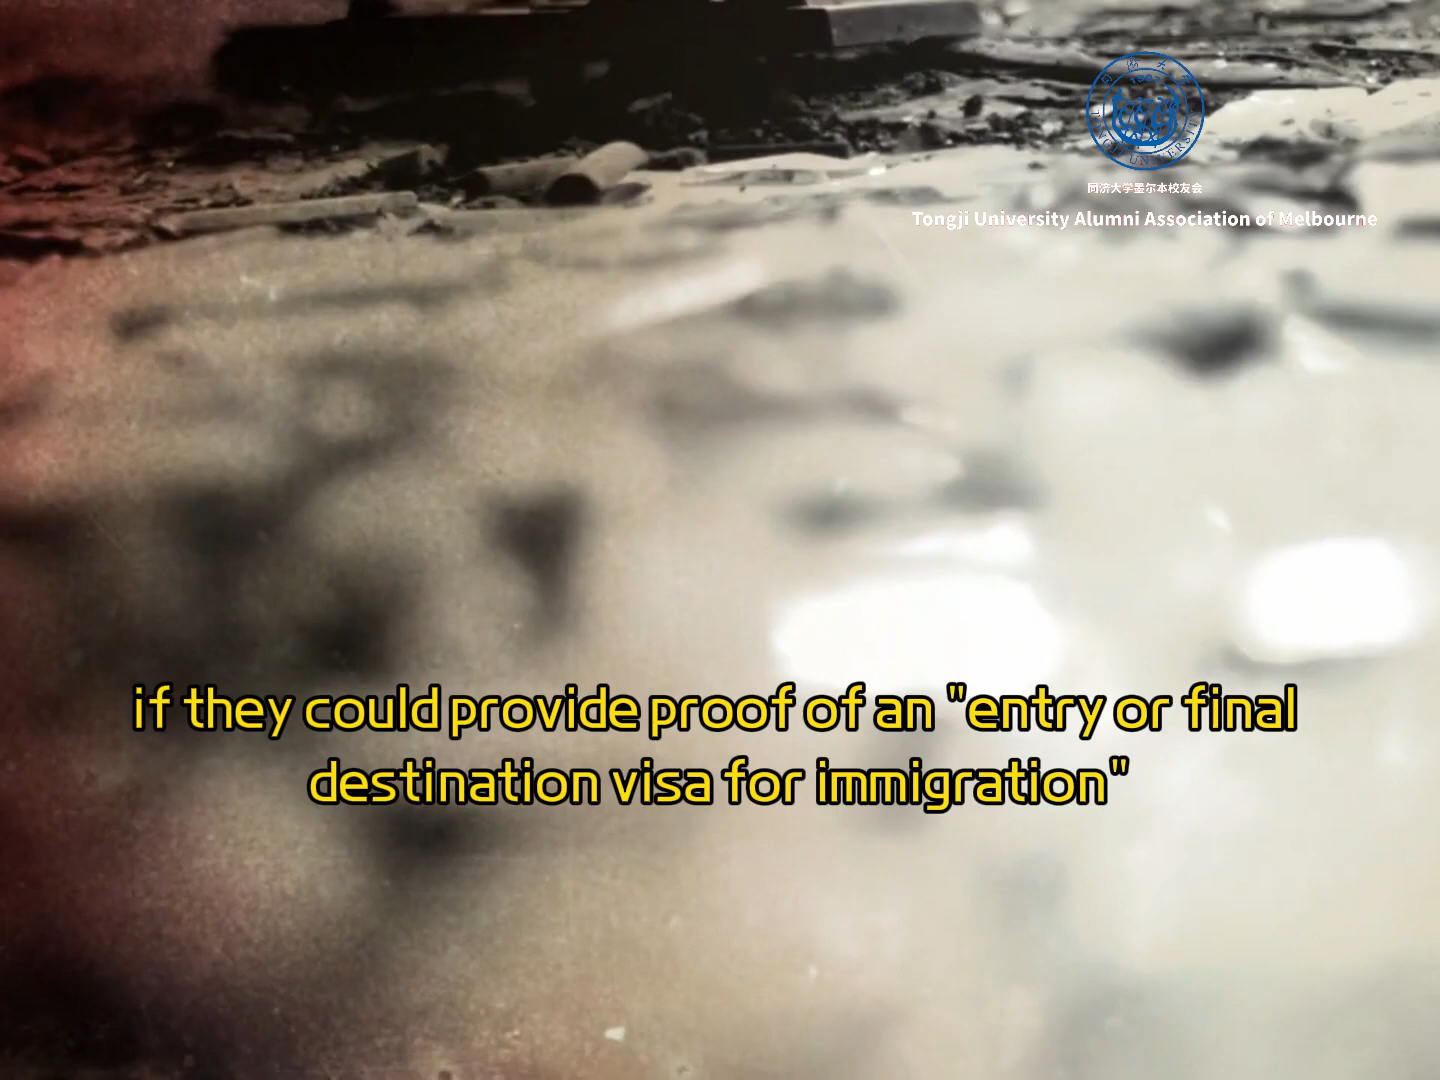 1907
同济大学墨尔本校友会
Tongji University Alumni Association of Melbourne
if they could provide proof of an "entry or final
destination visa for immigration"